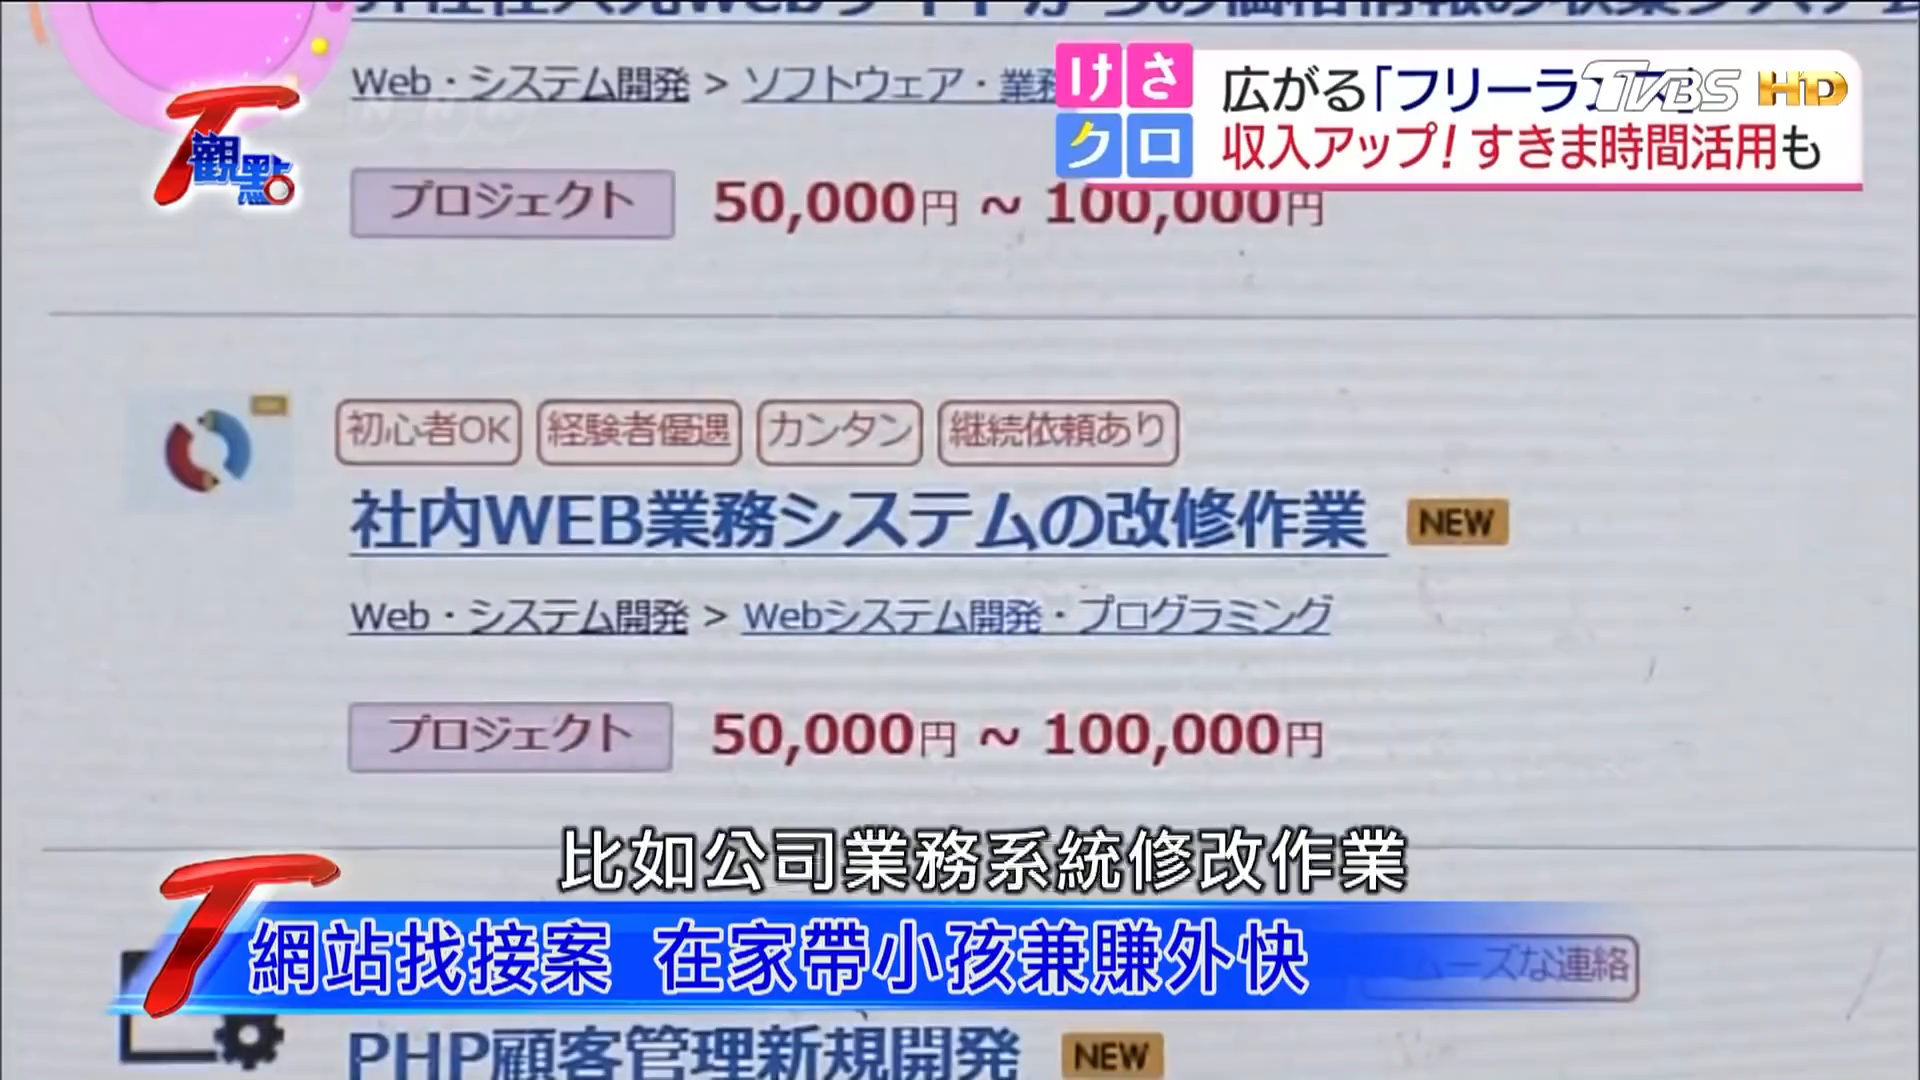 Web・システム開発 > ソフトウェア・業務
けさ
クロ
収入アップ！すきま時間活用も
TVBS HD
T觀點
プロジェクト 50,000円 ~ 100,000円
初心者OK 経験者優遇 カンタン 継続依頼あり
社内WEB業務システムの改修作業 NEW
Web・システム開発 > Webシステム開発・プログラミング
プロジェクト 50,000円 ~ 100,000円
比如公司業務系統修改作業
T
網站找接案 在家帶小孩兼賺外快
ムーズな連絡
PHP顧客管理新規開発 NEW